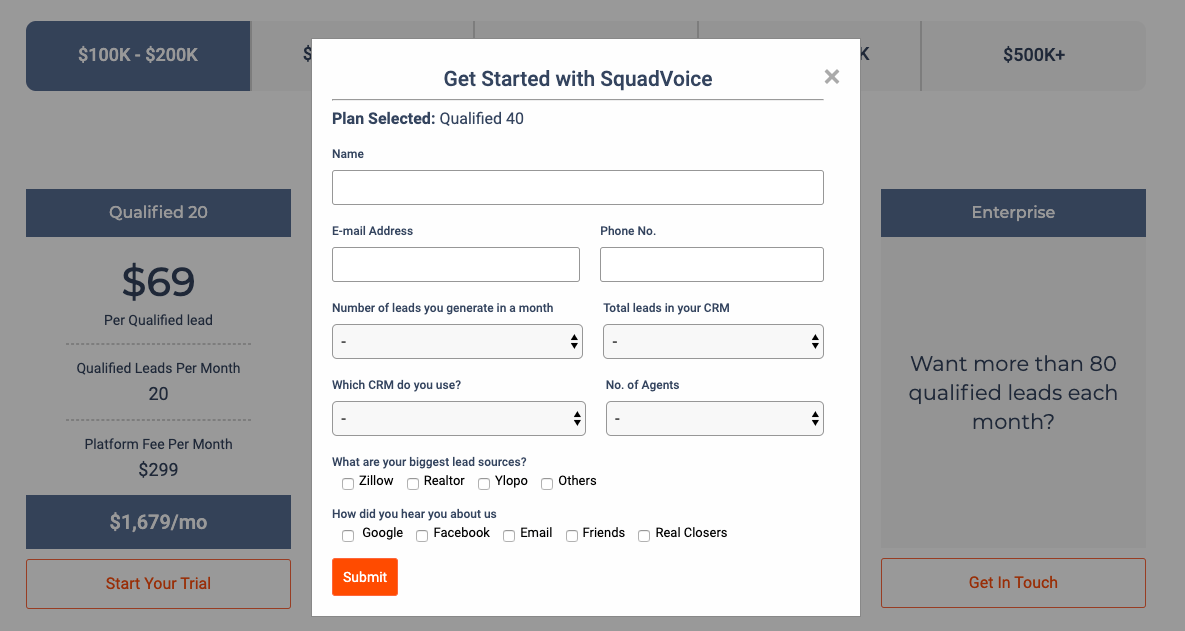 $100K - $200K
$
K
$500K+
Get Started with SquadVoice
×
Plan Selected: Qualified 40
Name
E-mail Address
Phone No.
Number of leads you generate in a month
Total leads in your CRM
-
-
Which CRM do you use?
No. of Agents
-
-
What are your biggest lead sources?
Zillow Realtor Ylopo Others
How did you hear you about us
Google Facebook Email Friends Real Closers
Submit
Qualified 20
$69
Per Qualified lead
Qualified Leads Per Month
20
Platform Fee Per Month
$299
$1,679/mo
Start Your Trial
Enterprise
Want more than 80
qualified leads each
month?
Get In Touch